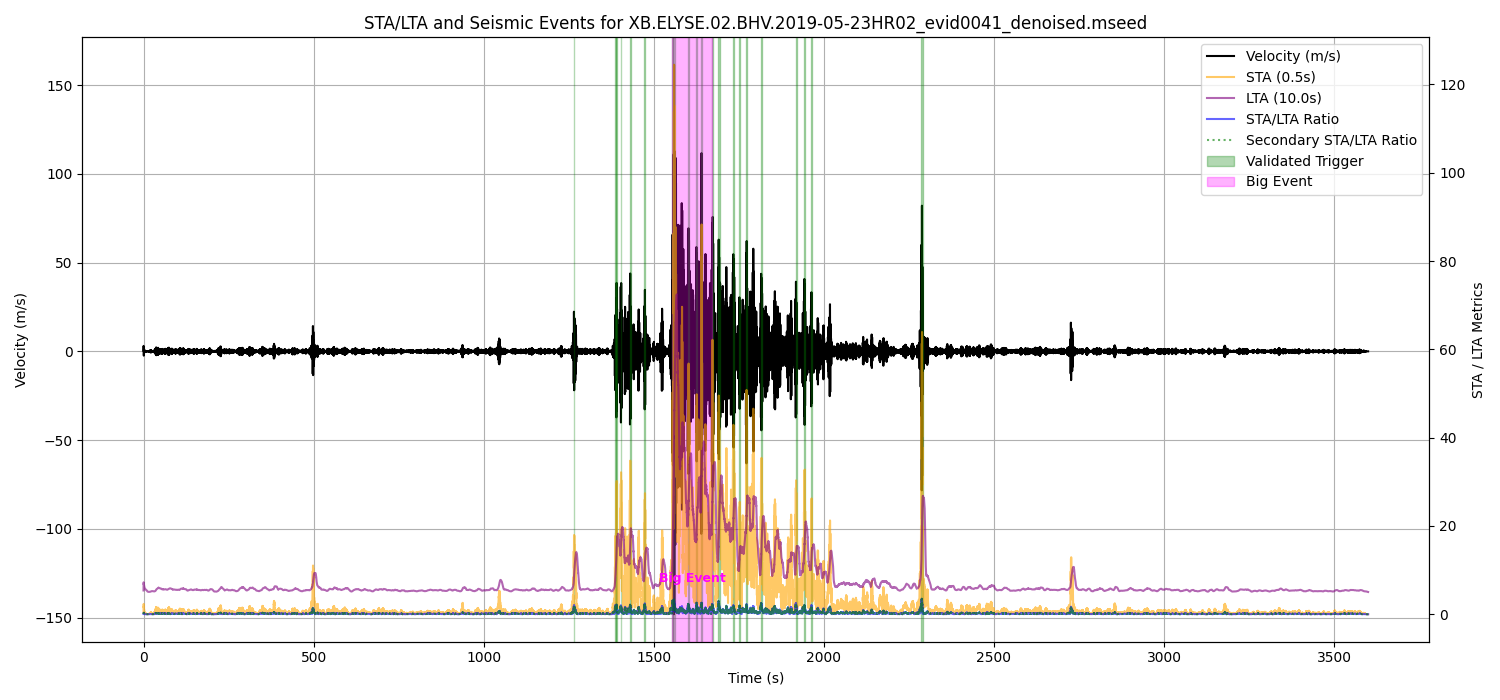 STA/LTA and Seismic Events for XB.ELYSE.02.BHV.2019-05-23HR02_evid0041_denoised.mseed
Velocity (m/s)
STA (0.5s)
LTA (10.0s)
STA/LTA Ratio
Secondary STA/LTA Ratio
Validated Trigger
Big Event
150
100
50
0
−50
−100
−150
Velocity (m/s)
120
100
80
60
40
20
0
STA / LTA Metrics
Big Event
0
500
1000
1500
2000
2500
3000
3500
Time (s)